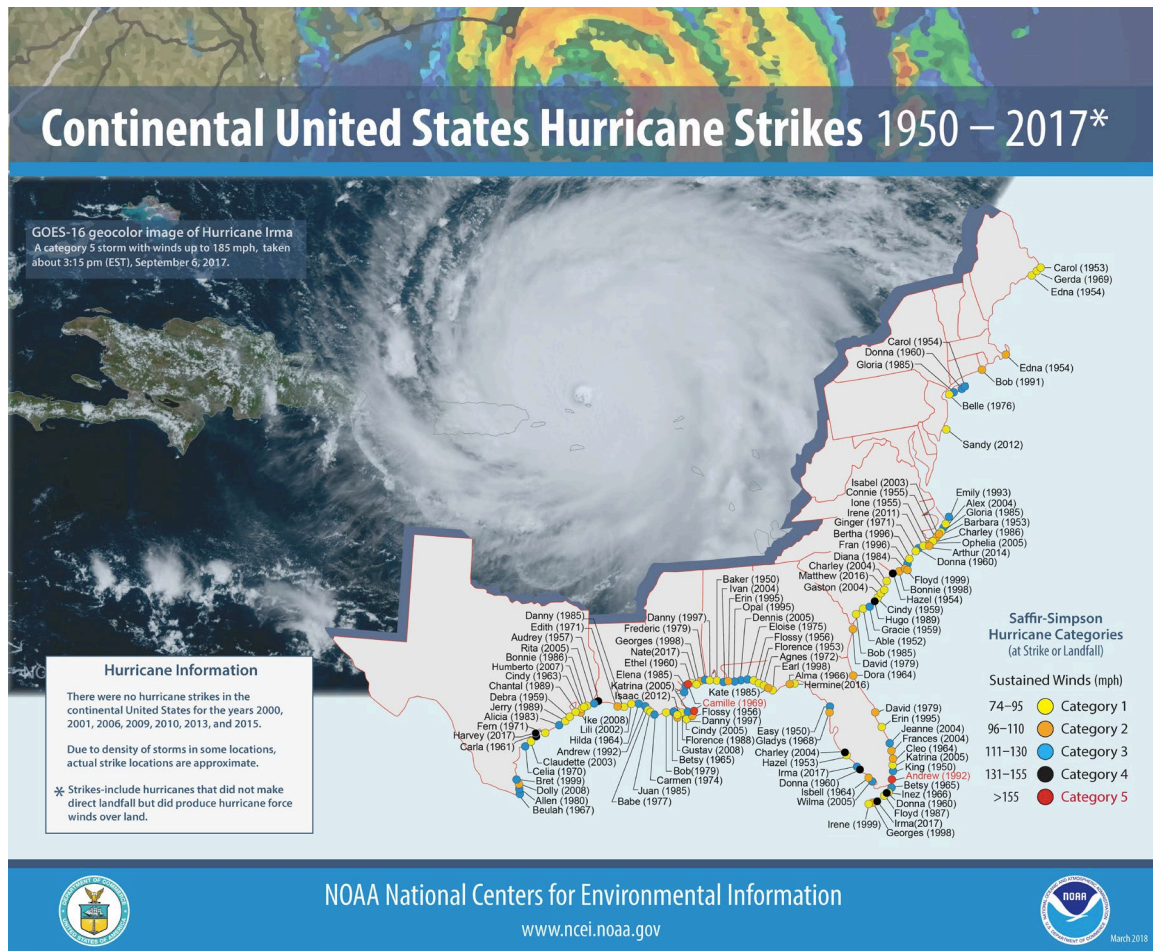 Continental United States Hurricane Strikes 1950 – 2017*
GOES-16 geocolor image of Hurricane Irma
A category 5 storm with winds up to 185 mph, taken
about 3:15 pm (EST), September 6, 2017.
Carol (1953)
Gerda (1969)
Edna (1954)
Carol (1954)
Donna (1960)
Gloria (1985)
Edna (1954)
Bob (1991)
Belle (1976)
Sandy (2012)
Isabel (2003)
Connie (1955)
Ione (1955)
Irene (2011)
Ginger (1971)
Bertha (1996)
Fran (1996)
Diana (1984)
Charley (2004)
Matthew (2016)
Gaston (2004)
Emily (1993)
Alex (2004)
Gloria (1985)
Barbara (1953)
Charley (1986)
Ophelia (2005)
Arthur (2014)
Donna (1960)
Floyd (1999)
Bonnie (1998)
Hazel (1954)
Cindy (1959)
Hugo (1989)
Gracie (1959)
Able (1952)
Bob (1985)
David (1979)
Dora (1964)
Baker (1950)
Ivan (2004)
Erin (1995)
Opal (1995)
Dennis (2005)
Eloise (1975)
Flossy (1956)
Florence (1953)
Agnes (1972)
Earl (1998)
Alma (1966)
Hermine(2016)
Danny (1997)
Frederic (1979)
Georges (1998)
Nate(2017)
Ethel (1960)
Elena (1985)
Katrina (2005)
Isaac (2012)
Kate (1985)
Camille (1969)
Flossy (1956)
Danny (1997)
Cindy (2005)
Florence (1988)
Gustav (2008)
Betsy (1965)
Bob(1979)
Carmen (1974)
Juan (1985)
Babe (1977)
Danny (1985)
Edith (1971)
Audrey (1957)
Rita (2005)
Bonnie (1986)
Humberto (2007)
Cindy (1963)
Chantal (1989)
Debra (1959)
Jerry (1989)
Alicia (1983)
Fern (1971)
Harvey (2017)
Carla (1961)
Ike (2008)
Lili (2002)
Hilda (1964)
Andrew (1992)
Claudette (2003)
Celia (1970)
Bret (1999)
Dolly (2008)
Allen (1980)
Beulah (1967)
Easy (1950)
Gladys (1968)
Charley (2004)
Hazel (1953)
Irma (2017)
Donna (1960)
Isbell (1964)
Wilma (2005)
Irene (1999)
David (1979)
Erin (1995)
Jeanne (2004)
Frances (2004)
Cleo (1964)
Katrina (2005)
King (1950)
Andrew (1992)
Betsy (1965)
Inez (1966)
Donna (1960)
Floyd (1987)
Irma(2017)
Georges (1998)
Hurricane Information
There were no hurricane strikes in the
continental United States for the years 2000,
2001, 2006, 2009, 2010, 2013, and 2015.
Due to density of storms in some locations,
actual strike locations are approximate.
* Strikes-include hurricanes that did not make
direct landfall but did produce hurricane force
winds over land.
Saffir-Simpson
Hurricane Categories
(at Strike or Landfall)
Sustained Winds (mph)
74–95 Category 1
96–110 Category 2
111–130 Category 3
131–155 Category 4
>155 Category 5
NOAA National Centers for Environmental Information
www.ncei.noaa.gov
DEPARTMENT OF COMMERCE
UNITED STATES OF AMERICA
NOAA
March 2018